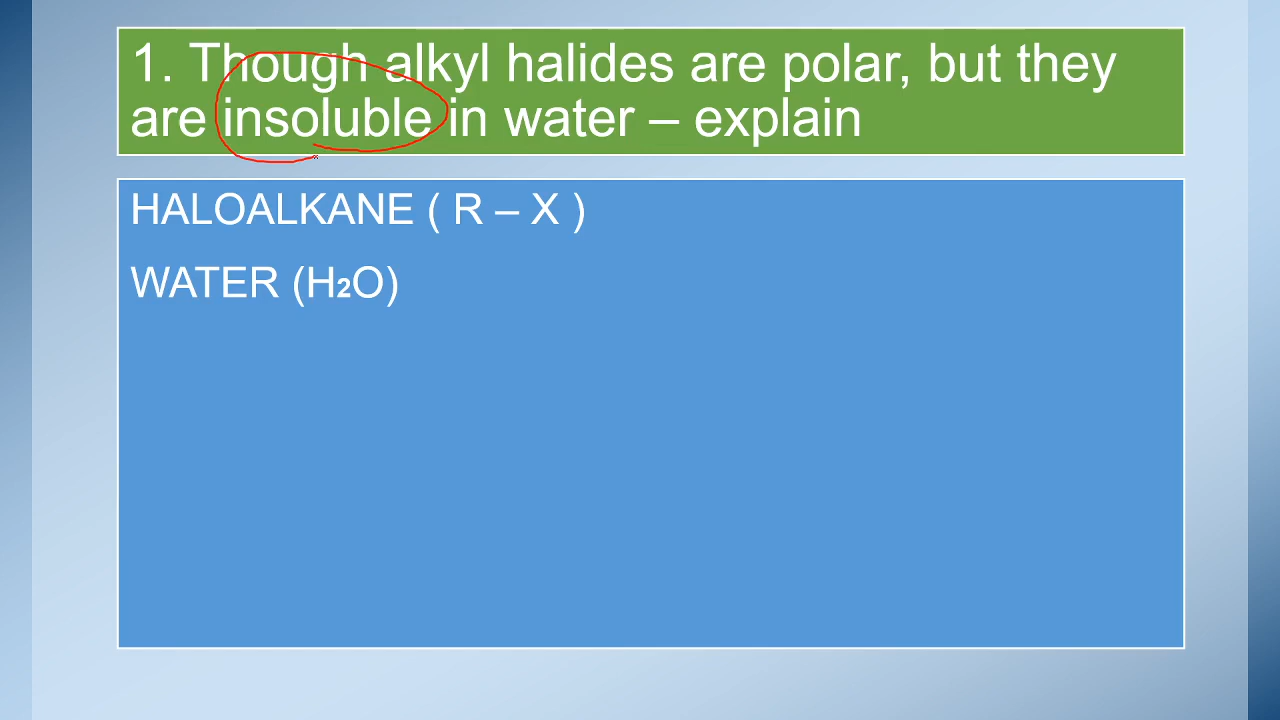 1. Though alkyl halides are polar, but they
are insoluble in water – explain
HALOALKANE ( R – X )
WATER (H2O)